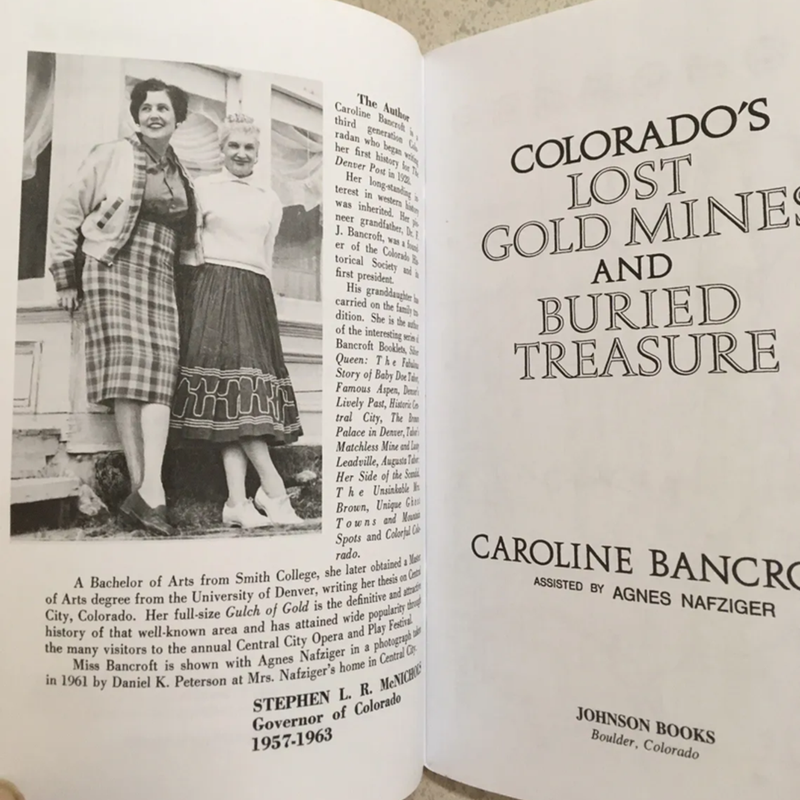 The Author
Caroline Bancroft is a
third generation Colo-
radan who began writing
her first history for The
Denver Post in 1928.
Her long-standing in-
terest in western history
was inherited. Her pio-
neer grandfather, Dr. F.
J. Bancroft, was a found-
er of the Colorado His-
torical Society and its
first president.
His granddaughter has
carried on the family tra-
dition. She is the author
of the interesting series of
Bancroft Booklets, Silver
Queen: The Fabulous
Story of Baby Doe Tabor,
Famous Aspen, Denver's
Lively Past, Historic Cen-
tral City, The Brown
Palace in Denver, Tabor's
Matchless Mine and Lusty
Leadville, Augusta Tabor:
Her Side of the Scandal,
The Unsinkable Mrs.
Brown, Unique Ghost
Towns and Mountain
Spots and Colorful Colo-
rado.
A Bachelor of Arts from Smith College, she later obtained a Master
of Arts degree from the University of Denver, writing her thesis on Central
City, Colorado. Her full-size Gulch of Gold is the definitive and attractive
history of that well-known area and has attained wide popularity through
the many visitors to the annual Central City Opera and Play Festival.
Miss Bancroft is shown with Agnes Nafziger in a photograph taken
in 1961 by Daniel K. Peterson at Mrs. Nafziger's home in Central City.
STEPHEN L. R. McNICHOLS
Governor of Colorado
1957-1963
COLORADO'S
LOST
GOLD MINES
AND
BURIED
TREASURE
CAROLINE BANCRO
ASSISTED BY AGNES NAFZIGER
JOHNSON BOOKS
Boulder, Colorado